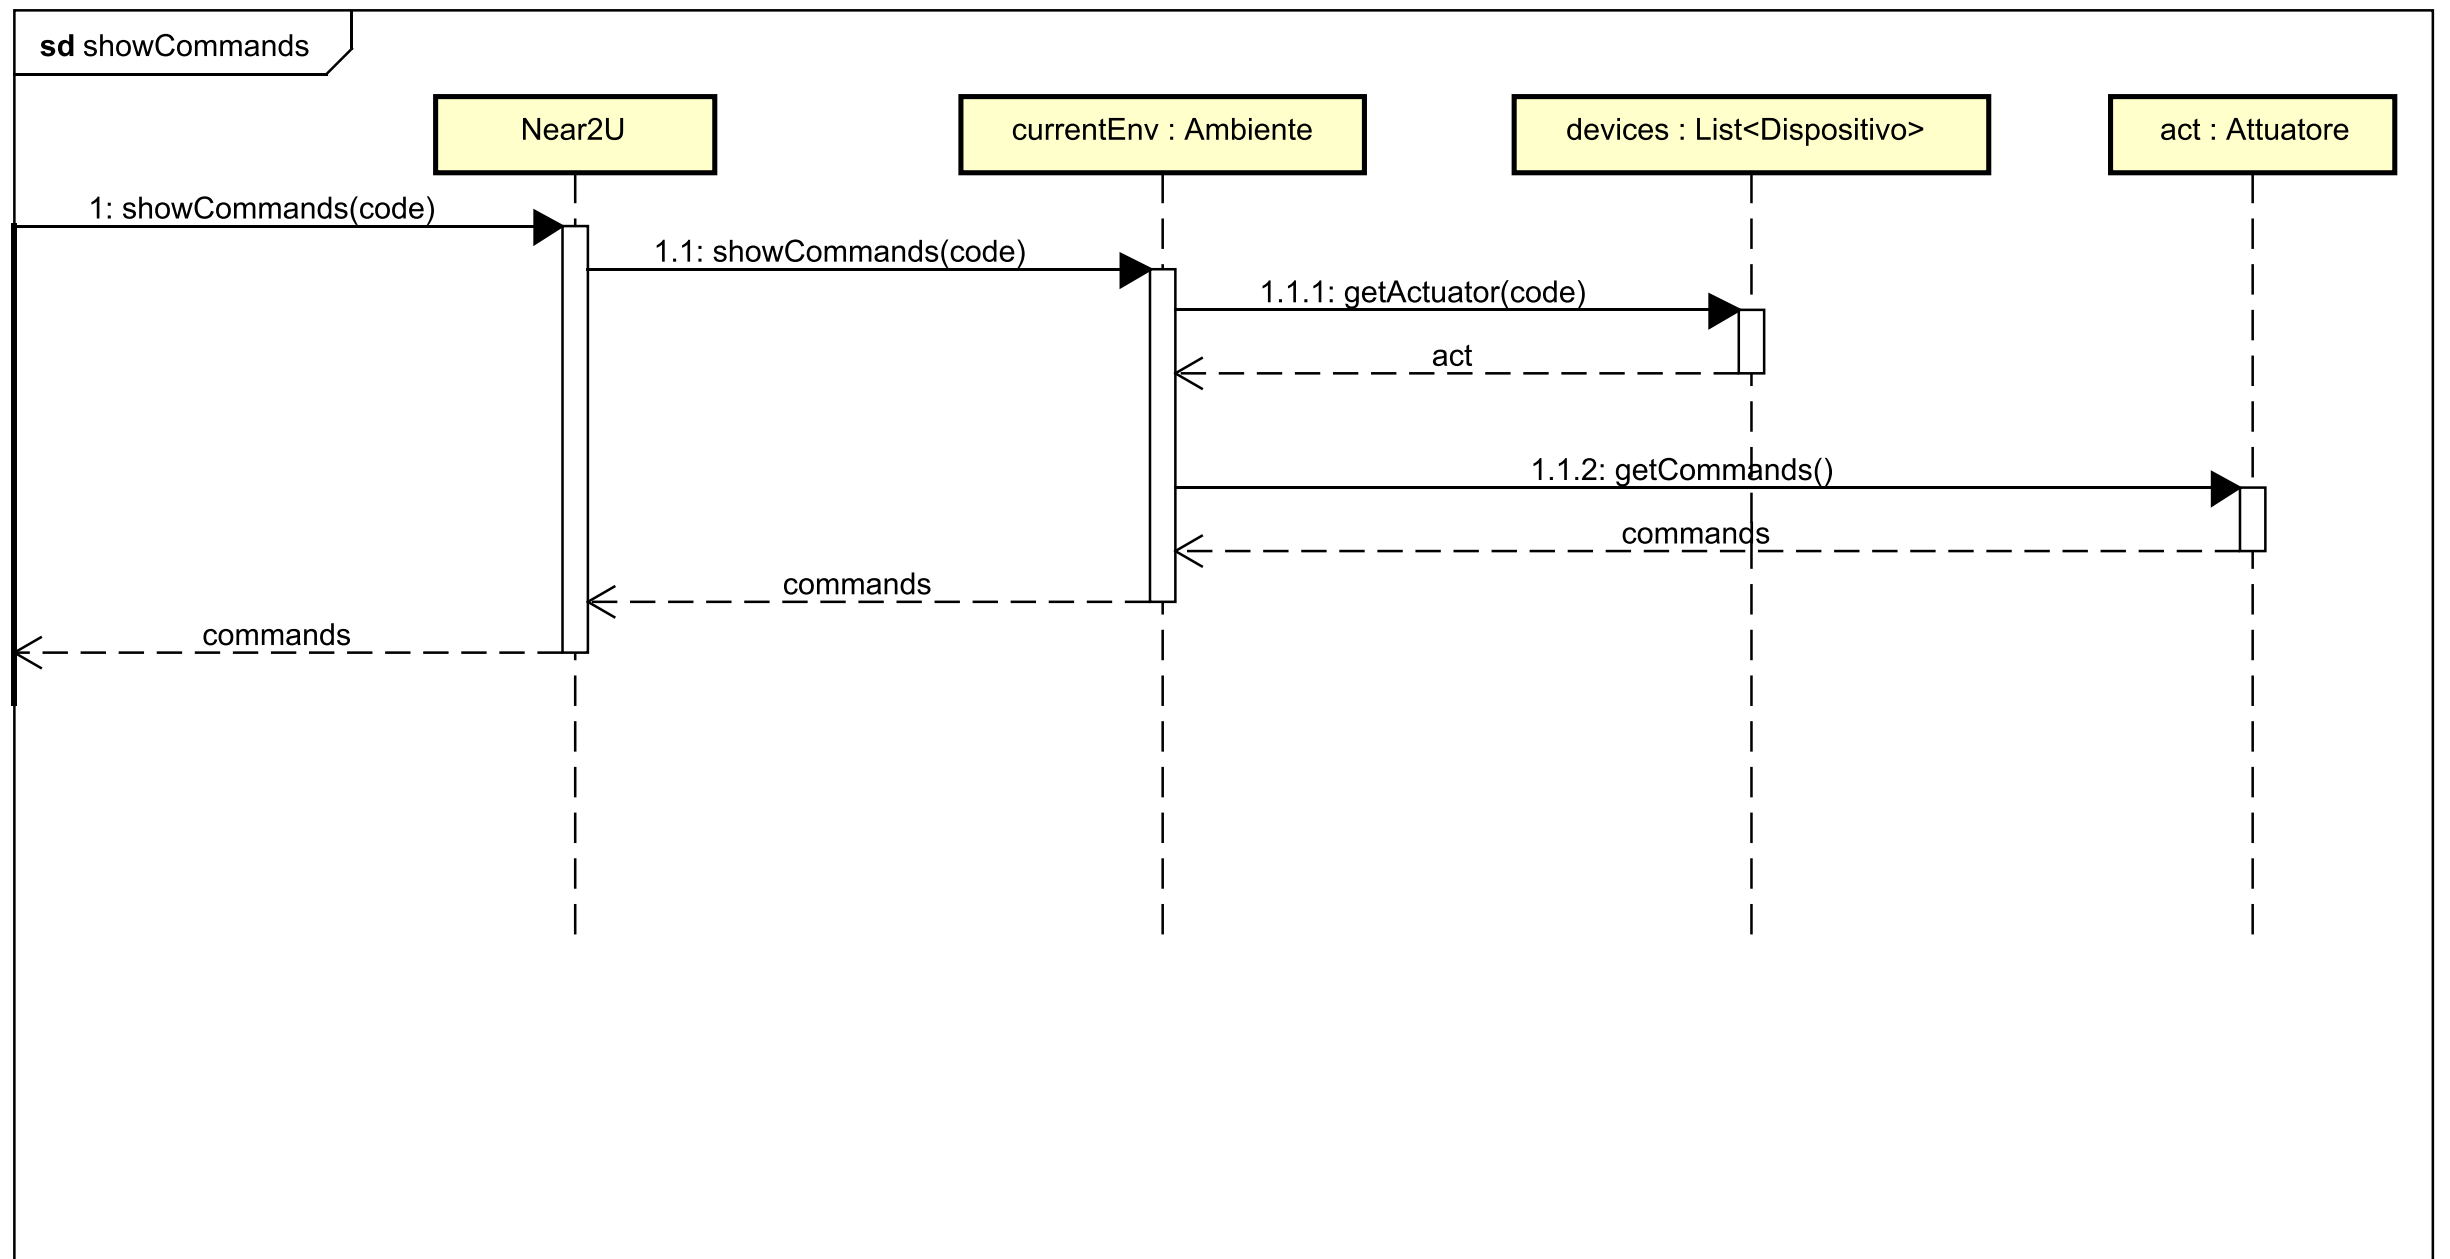 sd showCommands
Near2U
currentEnv : Ambiente
devices : List<Dispositivo>
act : Attuatore
1: showCommands(code)
1.1: showCommands(code)
1.1.1: getActuator(code)
act
1.1.2: getCommands()
commands
commands
commands